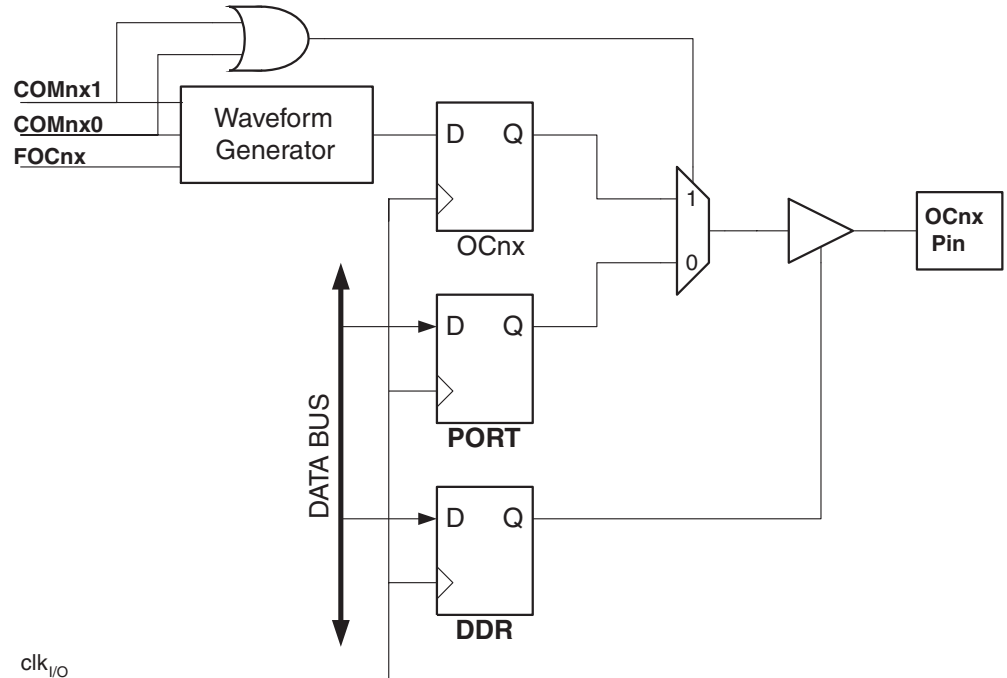 COMnx1
COMnx0
FOCnx
Waveform
Generator
D Q
OCnx
1
0
OCnx
Pin
D Q
PORT
DATA BUS
D Q
DDR
clkI/O